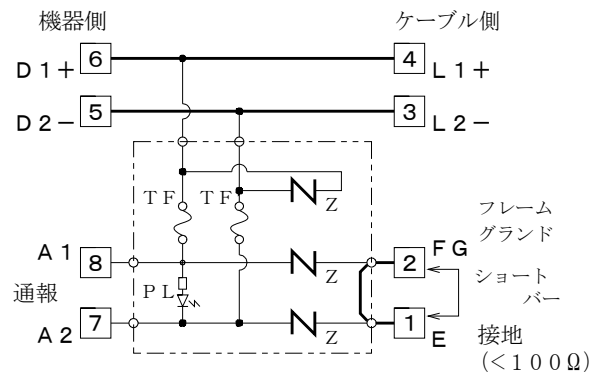 機器側 ケーブル側
6 4
D1+ L1+
5 3
D2− L2−
TF TF Z
フレーム
グランド
A1 8 Z 2 FG
通報 PL ショート
バー
A2 7 Z 1 E
接地
(<100Ω)